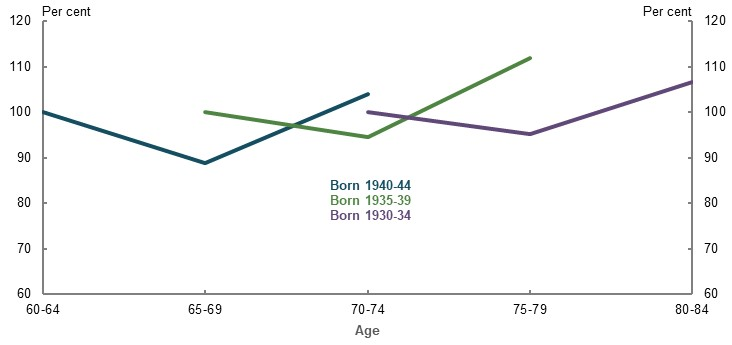 Per cent Per cent
120 120
110 110
100 100
90 90
80 80
70 70
60 60
Born 1940-44
Born 1935-39
Born 1930-34
60-64 65-69 70-74 75-79 80-84
Age